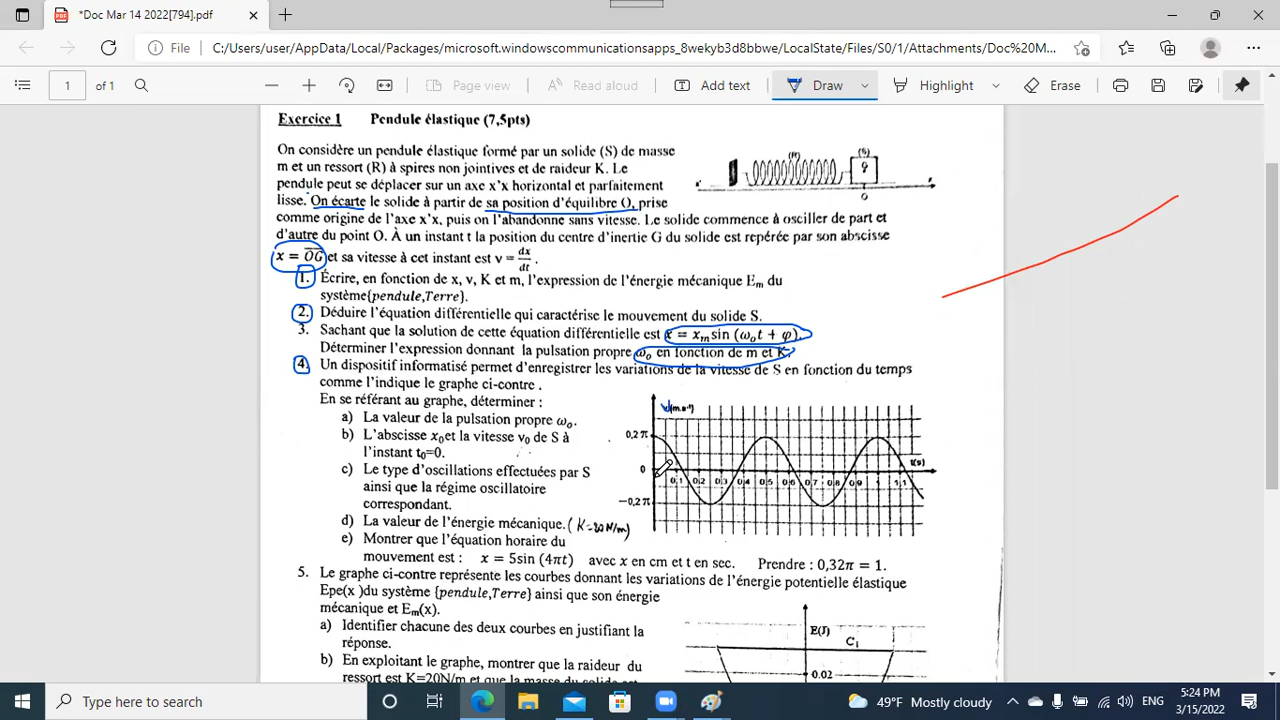 *Doc Mar 14 2022[794].pdf
File
C:/Users/user/AppData/Local/Packages/microsoft.windowscommunicationsapps_8wekyb3d8bbwe/LocalState/Files/S0/1/Attachments/Doc%20M...
1 of 1
Page view
Read aloud
Add text
Draw
Highlight
Erase
Exercice 1 Pendule élastique (7,5pts)
On considère un pendule élastique formé par un solide (S) de masse
m et un ressort (R) à spires non jointives et de raideur K. Le
pendule peut se déplacer sur un axe x'x horizontal et parfaitement
lisse. On écarte le solide à partir de sa position d'équilibre O, prise
comme origine de l'axe x'x, puis on l'abandonne sans vitesse. Le solide commence à osciller de part et
d'autre du point O. À un instant t la position du centre d'inertie G du solide est repérée par son abscisse
x = OG et sa vitesse à cet instant est v = dx/dt .
(R) (S)
G
O
1. Écrire, en fonction de x, v, K et m, l'expression de l'énergie mécanique Em du
système{pendule,Terre}.
2. Déduire l'équation différentielle qui caractérise le mouvement du solide S.
3. Sachant que la solution de cette équation différentielle est x = xm sin (ωo t + φ).
Déterminer l'expression donnant la pulsation propre ωo en fonction de m et K.
4. Un dispositif informatisé permet d'enregistrer les variations de la vitesse de S en fonction du temps
comme l'indique le graphe ci-contre .
En se référant au graphe, déterminer :
a) La valeur de la pulsation propre ωo.
b) L'abscisse x0 et la vitesse v0 de S à
l'instant t0=0.
c) Le type d'oscillations effectuées par S
ainsi que la régime oscillatoire
correspondant.
d) La valeur de l'énergie mécanique. (K=20N/m)
e) Montrer que l'équation horaire du
mouvement est : x = 5sin (4πt) avec x en cm et t en sec. Prendre : 0,32π = 1.
v(m.s⁻¹)
0,2π
0
−0,2π
0,1 0,2 0,3 0,4 0,5 0,6 0,7 0,8 0,9 1 1,1
t(s)
5. Le graphe ci-contre représente les courbes donnant les variations de l'énergie potentielle élastique
Epe(x )du système {pendule,Terre} ainsi que son énergie
mécanique et Em(x).
a) Identifier chacune des deux courbes en justifiant la
réponse.
b) En exploitant le graphe, montrer que la raideur du
ressort est K=20N/m et que la masse du solide est
E(J)
C1
0.02
Type here to search
49°F Mostly cloudy
ENG
5:24 PM
3/15/2022